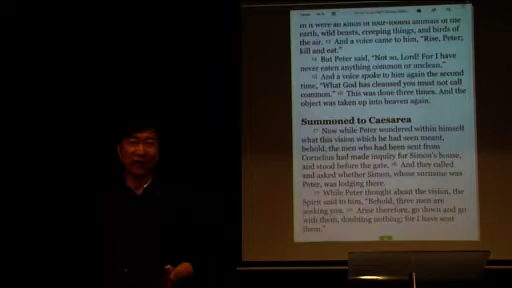 in it were all kinds of four-footed animals of the
earth, wild beasts, creeping things, and birds of
the air. 13 And a voice came to him, "Rise, Peter;
kill and eat."
14 But Peter said, "Not so, Lord! For I have
never eaten anything common or unclean."
15 And a voice spoke to him again the second
time, "What God has cleansed you must not call
common." 16 This was done three times. And the
object was taken up into heaven again.
Summoned to Caesarea
17 Now while Peter wondered within himself
what this vision which he had seen meant,
behold, the men who had been sent from
Cornelius had made inquiry for Simon's house,
and stood before the gate. 18 And they called
and asked whether Simon, whose surname was
Peter, was lodging there.
19 While Peter thought about the vision, the
Spirit said to him, "Behold, three men are
seeking you. 20 Arise therefore, go down and go
with them, doubting nothing; for I have sent
them."